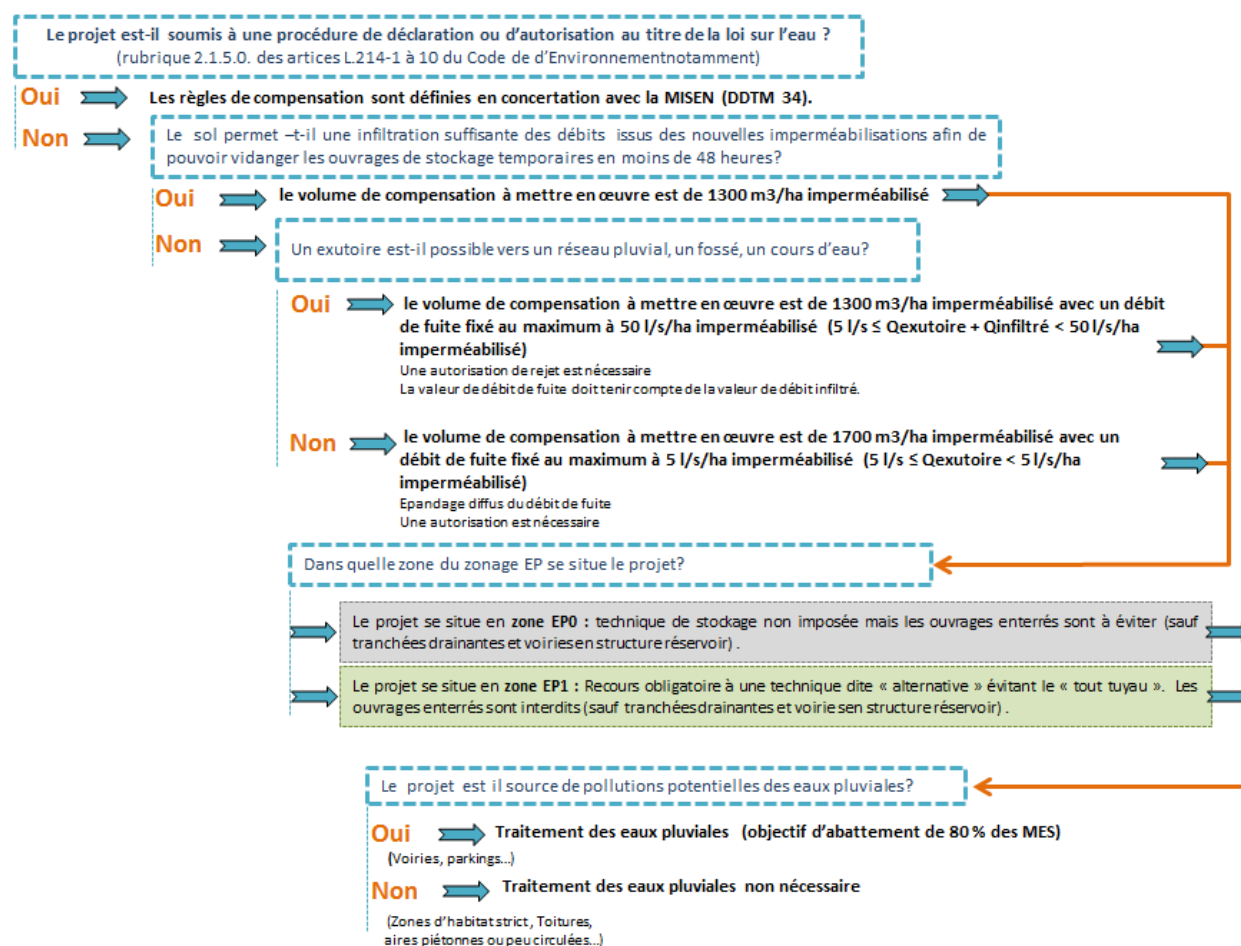 Le projet est-il soumis à une procédure de déclaration ou d'autorisation au titre de la loi sur l'eau ?
(rubrique 2.1.5.0. des artices L.214-1 à 10 du Code de d'Environnementnotamment)
Oui Les règles de compensation sont définies en concertation avec la MISEN (DDTM 34).
Non Le sol permet –t-il une infiltration suffisante des débits issus des nouvelles imperméabilisations afin de
pouvoir vidanger les ouvrages de stockage temporaires en moins de 48 heures?
Oui le volume de compensation à mettre en œuvre est de 1300 m3/ha imperméabilisé
Non Un exutoire est-il possible vers un réseau pluvial, un fossé, un cours d'eau?
Oui le volume de compensation à mettre en œuvre est de 1300 m3/ha imperméabilisé avec un débit
de fuite fixé au maximum à 50 l/s/ha imperméabilisé (5 l/s ≤ Qexutoire + Qinfiltré < 50 l/s/ha
imperméabilisé)
Une autorisation de rejet est nécessaire
La valeur de débit de fuite doit tenir compte de la valeur de débit infiltré.
Non le volume de compensation à mettre en œuvre est de 1700 m3/ha imperméabilisé avec un
débit de fuite fixé au maximum à 5 l/s/ha imperméabilisé (5 l/s ≤ Qexutoire < 5 l/s/ha
imperméabilisé)
Epandage diffus du débit de fuite
Une autorisation est nécessaire
Dans quelle zone du zonage EP se situe le projet?
Le projet se situe en zone EP0 : technique de stockage non imposée mais les ouvrages enterrés sont à éviter (sauf
tranchées drainantes et voiries en structure réservoir) .
Le projet se situe en zone EP1 : Recours obligatoire à une technique dite « alternative » évitant le « tout tuyau ». Les
ouvrages enterrés sont interdits (sauf tranchées drainantes et voirie sen structure réservoir) .
Le projet est il source de pollutions potentielles des eaux pluviales?
Oui Traitement des eaux pluviales (objectif d'abattement de 80 % des MES)
(Voiries, parkings...)
Non Traitement des eaux pluviales non nécessaire
(Zones d'habitat strict, Toitures,
aires piétonnes ou peu circulées...)